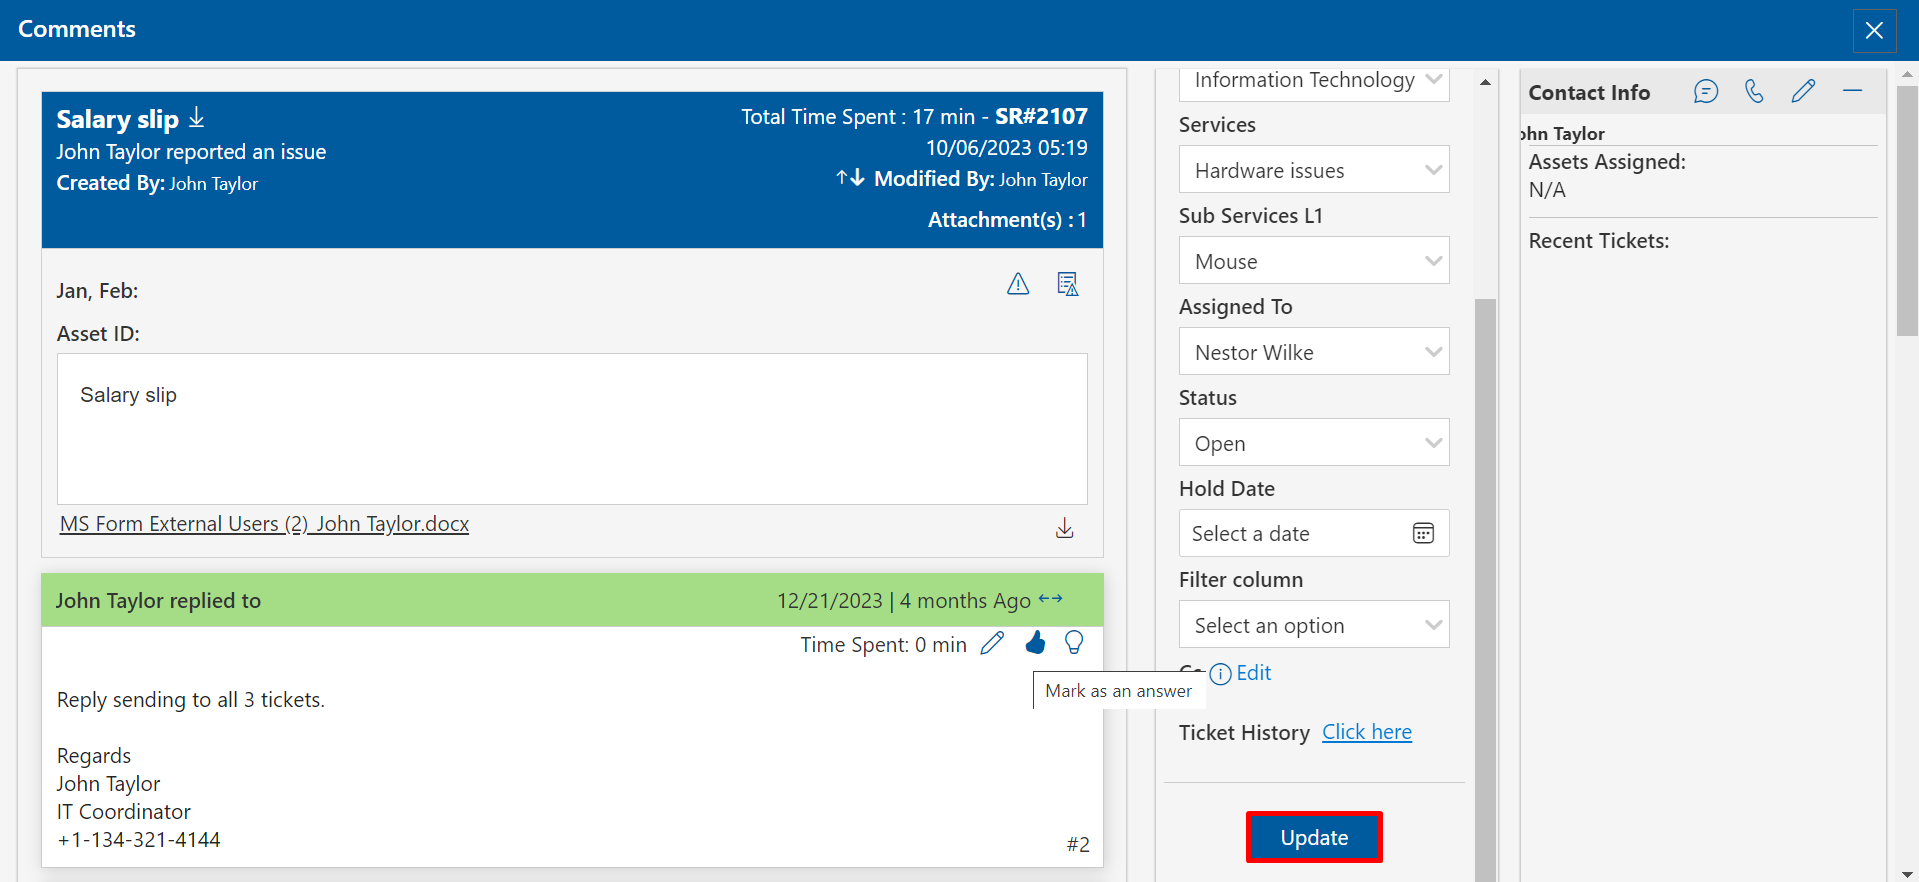 Comments
Salary slip
Total Time Spent : 17 min - SR#2107
John Taylor reported an issue
10/06/2023 05:19
Created By: John Taylor
Modified By: John Taylor
Attachment(s) : 1
Jan, Feb:
Asset ID:
Salary slip
MS Form External Users (2)_John Taylor.docx
John Taylor replied to
12/21/2023 | 4 months Ago
Time Spent: 0 min
Mark as an answer
Reply sending to all 3 tickets.
Regards
John Taylor
IT Coordinator
+1-134-321-4144
#2
Information Technology
Services
Hardware issues
Sub Services L1
Mouse
Assigned To
Nestor Wilke
Status
Open
Hold Date
Select a date
Filter column
Select an option
Edit
Ticket History Click here
Update
Contact Info
ohn Taylor
Assets Assigned:
N/A
Recent Tickets: